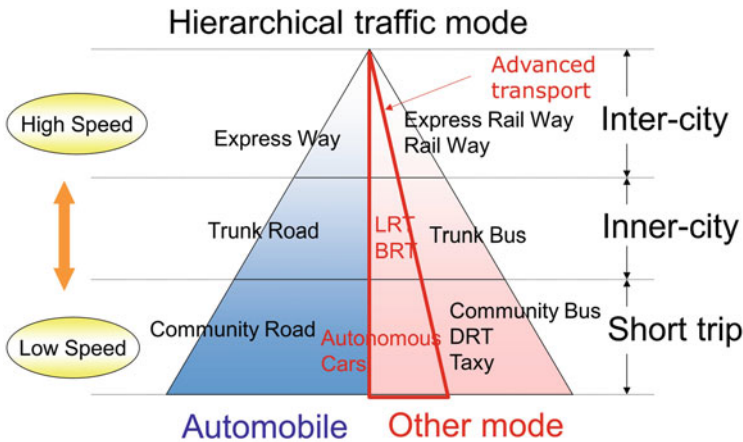 Hierarchical traffic mode
Advanced
transport
High Speed
Express Way
Express Rail Way
Rail Way
Inter-city
Trunk Road
LRT
BRT
Trunk Bus
Inner-city
Low Speed
Community Road
Autonomous
Cars
Community Bus
DRT
Taxy
Short trip
Automobile
Other mode